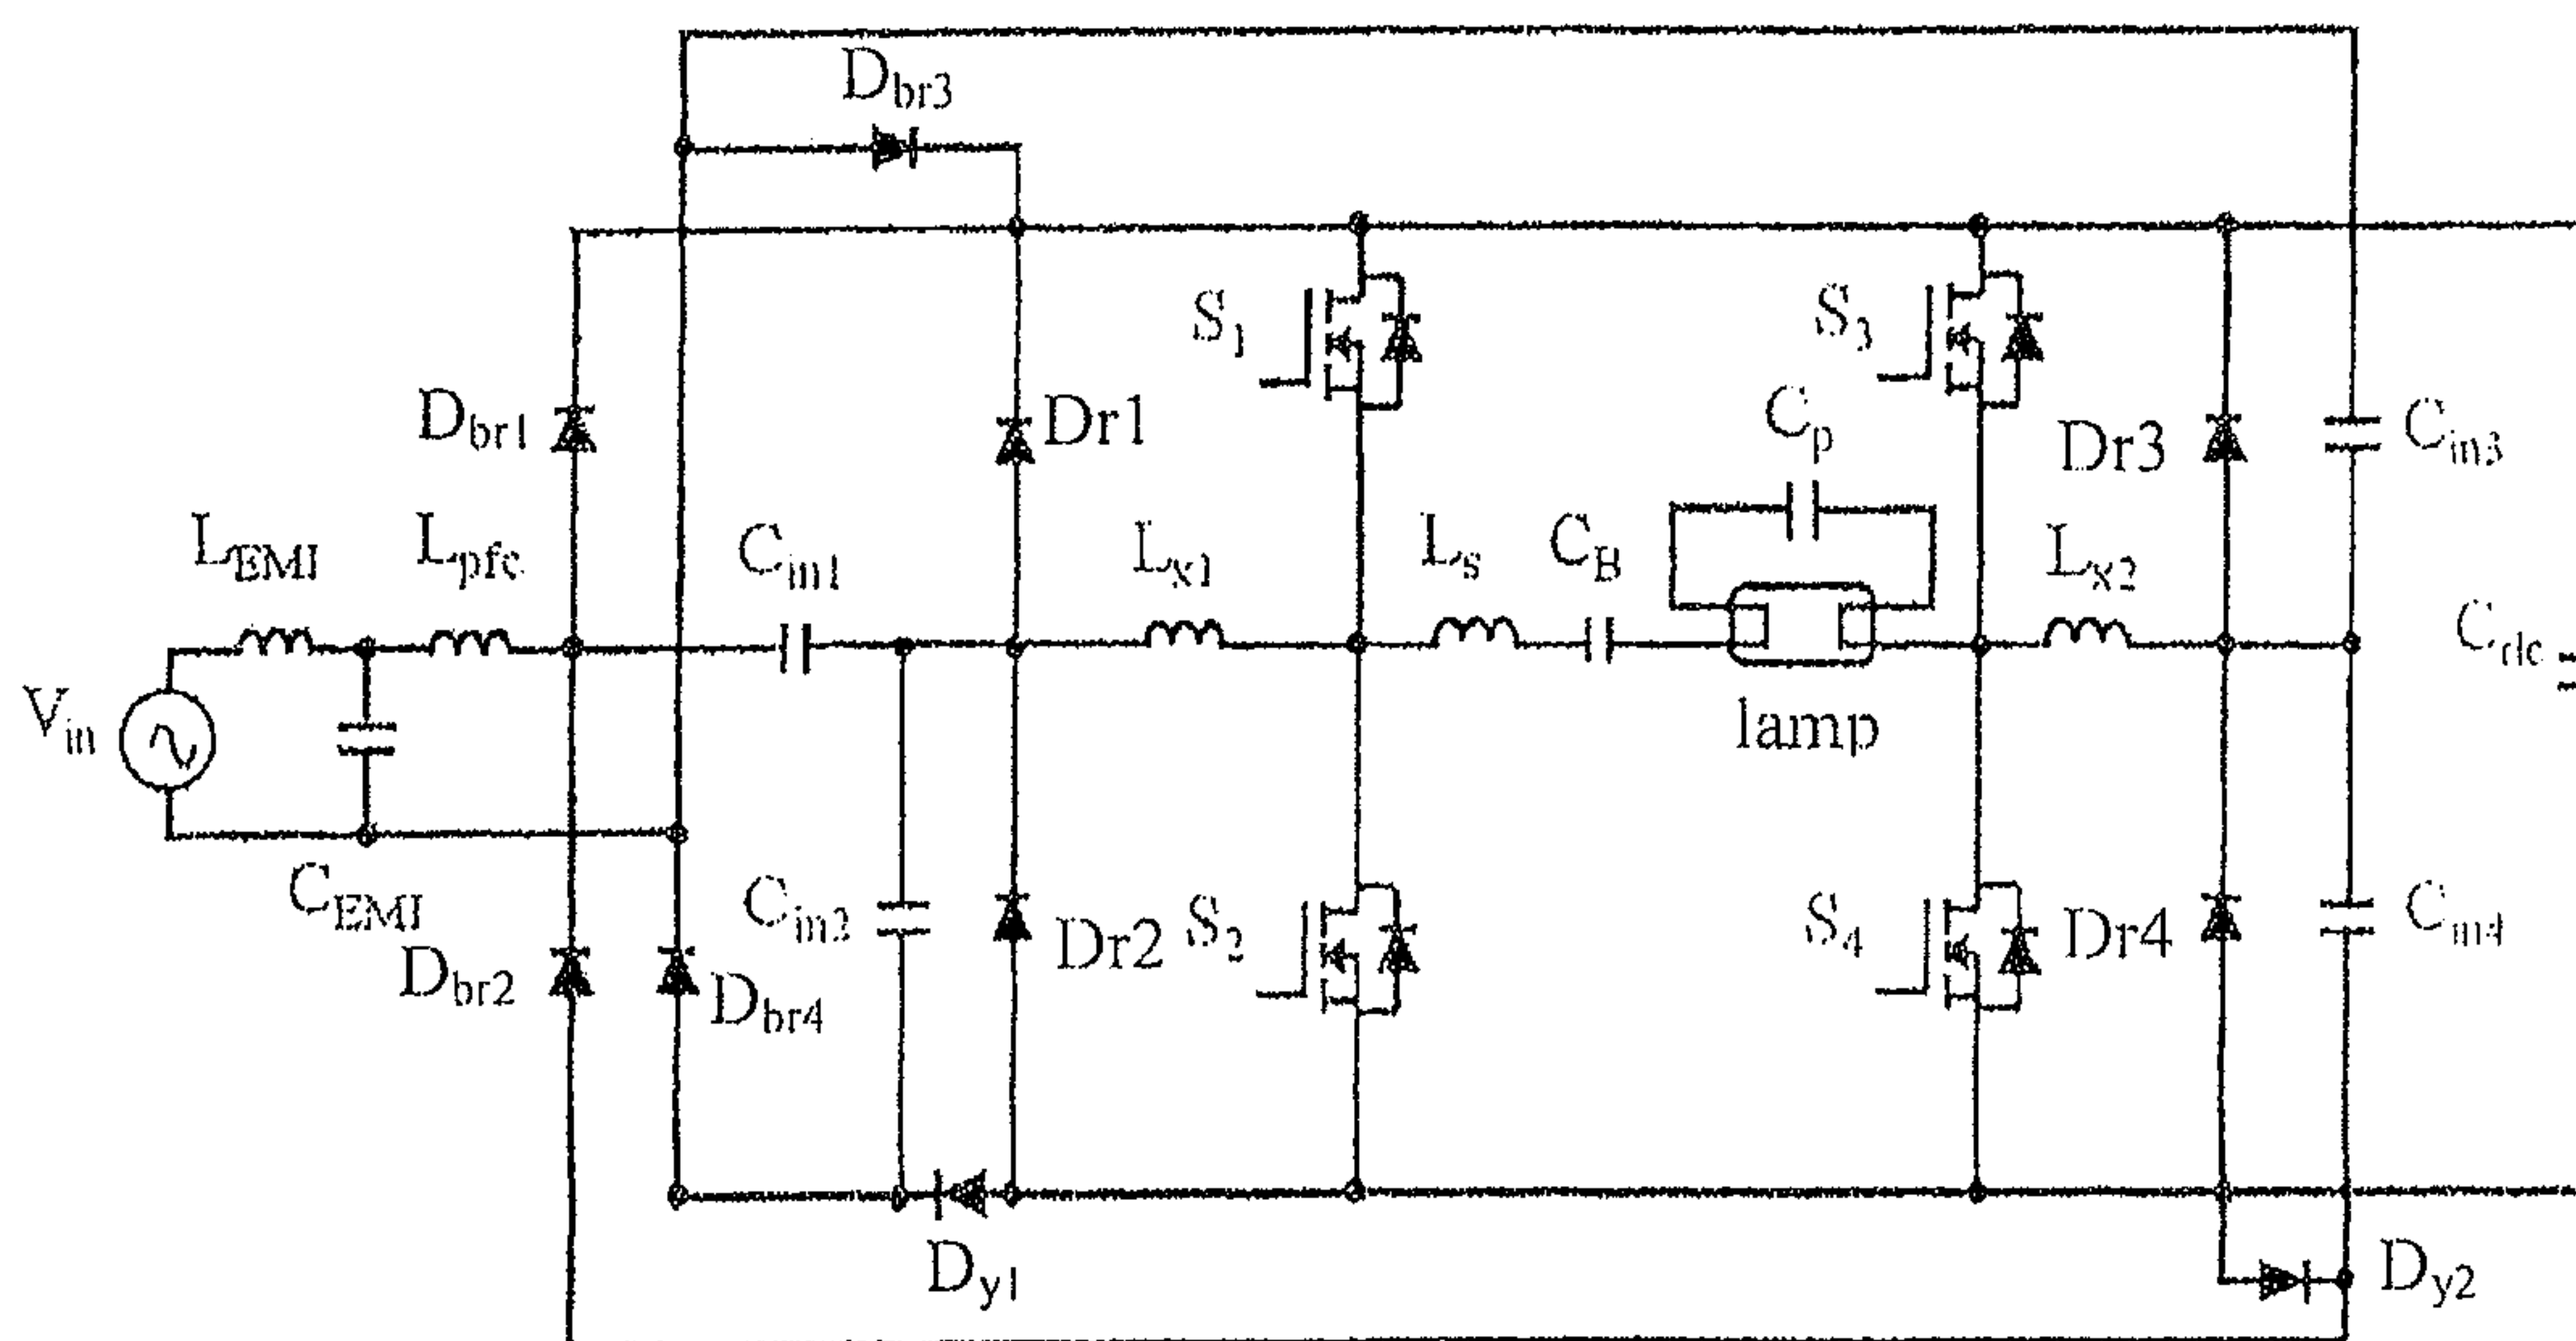 Dbr3
S1
S3
Dbr1
Dr1
Cp
Dr3
Cin3
LEMI
Lpfc
Cin1
Lx1
Ls
CB
Lx2
Cdc
Vin
lamp
CEMI
Cin2
Dr2
S2
S4
Dr4
Cin4
Dbr2
Dbr4
Dy1
Dy2